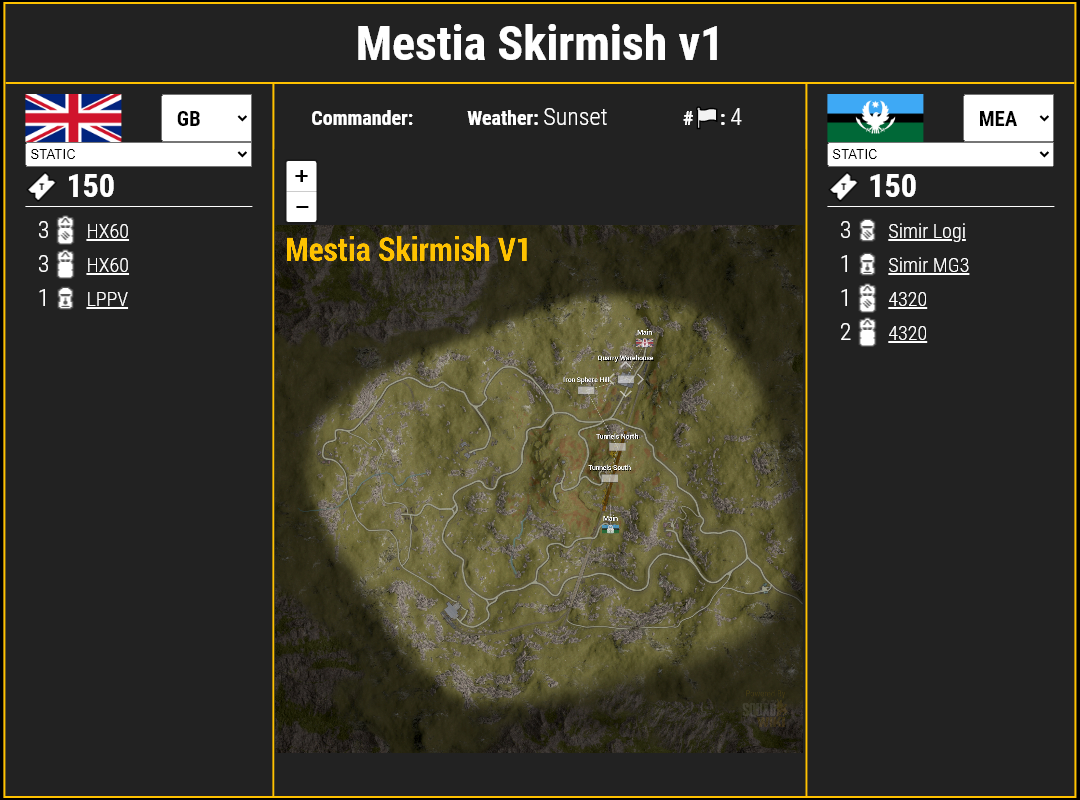 Mestia Skirmish v1
GB
STATIC
150
3 HX60
3 HX60
1 LPPV
Commander:
Weather: Sunset
# : 4
+
−
Mestia Skirmish V1
Main
Quarry Warehouse
Iron Sphere Hill
Tunnels North
Tunnels South
Main
SQUAD
MEA
STATIC
150
3 Simir Logi
1 Simir MG3
1 4320
2 4320